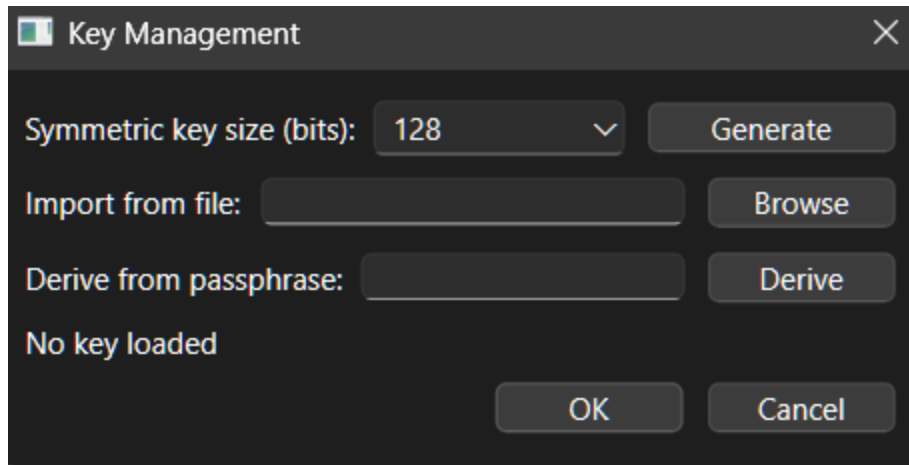 Key Management
Symmetric key size (bits): 128 Generate
Import from file: Browse
Derive from passphrase: Derive
No key loaded
OK Cancel